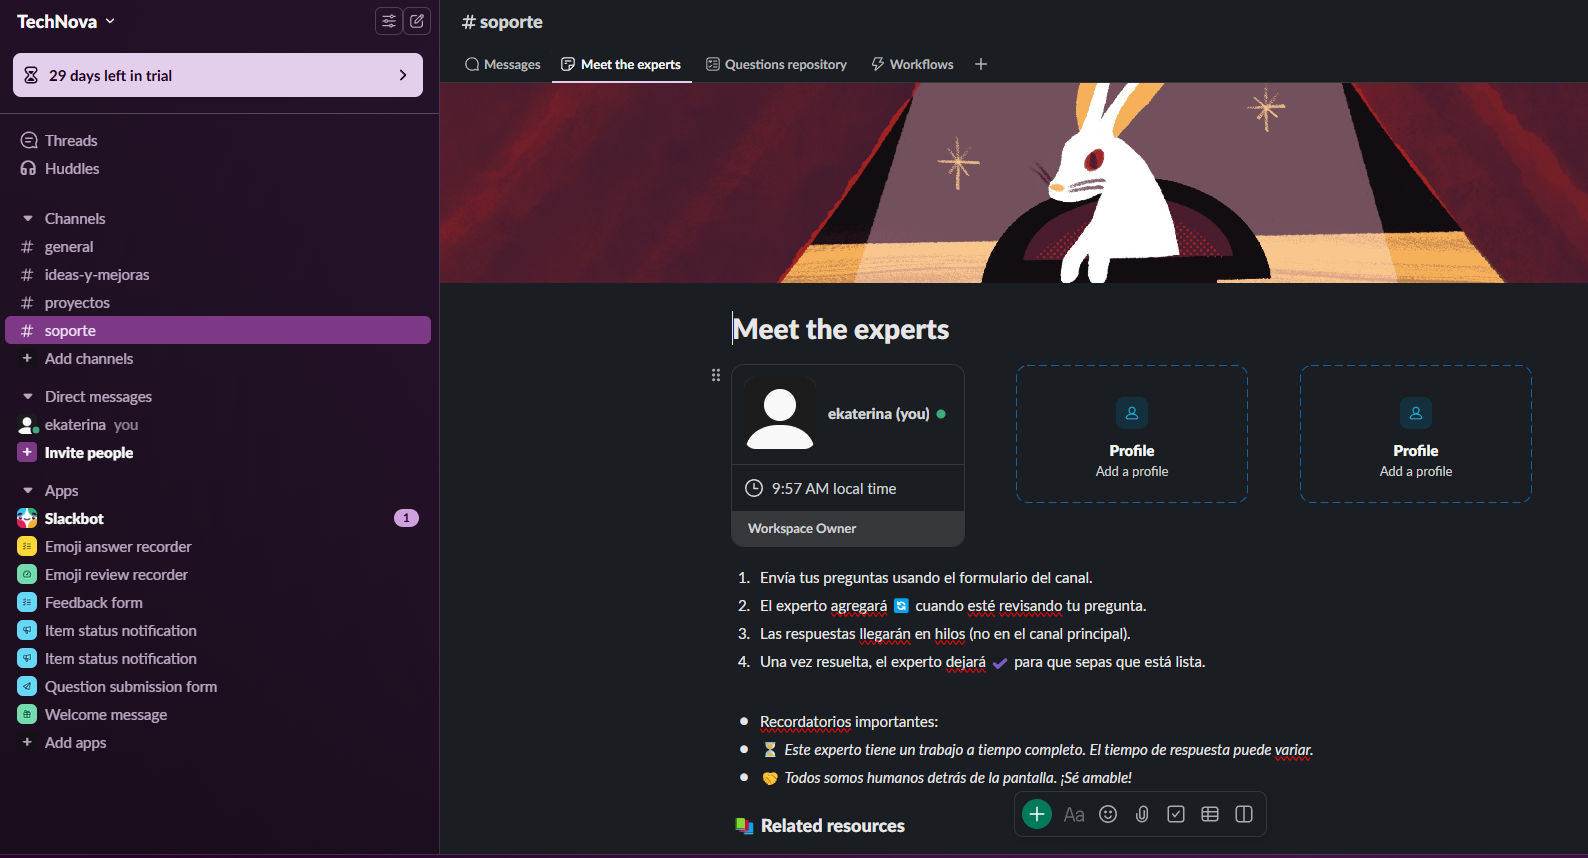 TechNova
29 days left in trial
Threads
Huddles
Channels
# general
# ideas-y-mejoras
# proyectos
# soporte
+ Add channels
Direct messages
ekaterina you
+ Invite people
Apps
Slackbot 1
Emoji answer recorder
Emoji review recorder
Feedback form
Item status notification
Item status notification
Question submission form
Welcome message
+ Add apps
# soporte
Messages Meet the experts Questions repository Workflows +
Meet the experts
ekaterina (you)
9:57 AM local time
Workspace Owner
Profile
Add a profile
Profile
Add a profile
1. Envía tus preguntas usando el formulario del canal.
2. El experto agregará 🔄 cuando esté revisando tu pregunta.
3. Las respuestas llegarán en hilos (no en el canal principal).
4. Una vez resuelta, el experto dejará ✔️ para que sepas que está lista.
• Recordatorios importantes:
• ⏳ Este experto tiene un trabajo a tiempo completo. El tiempo de respuesta puede variar.
• 🤝 Todos somos humanos detrás de la pantalla. ¡Sé amable!
📚 Related resources
+ Aa